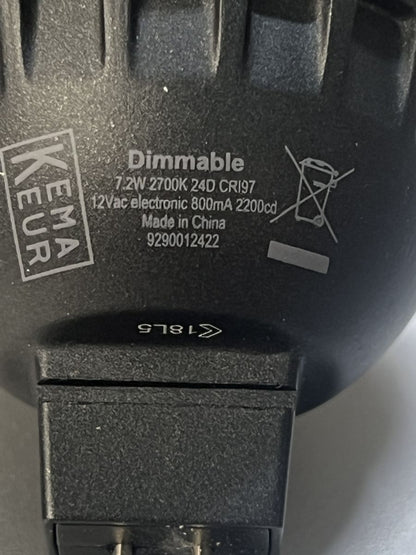 KEMA
KEUR
Dimmable
7.2W 2700K 24D CRI97
12Vac electronic 800mA 2200cd
Made in China
9290012422
18L5